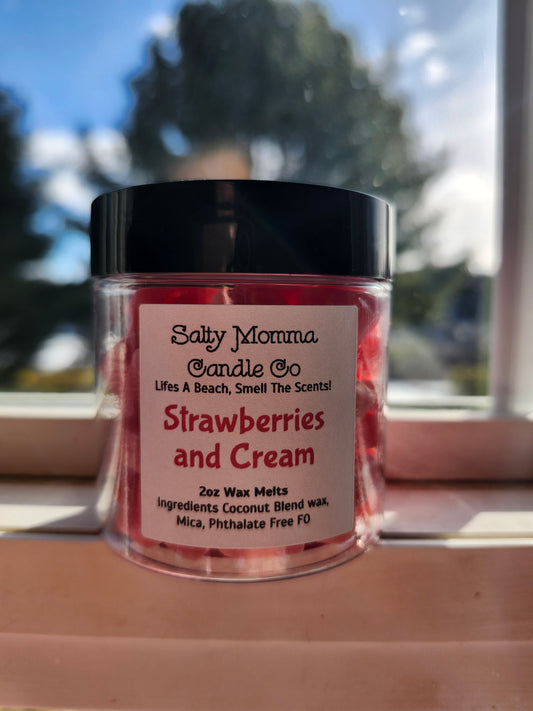 Salty Momma
Candle Co
Lifes A Beach, Smell The Scents!
Strawberries
and Cream
2oz Wax Melts
Ingredients Coconut Blend wax,
Mica, Phthalate Free FO